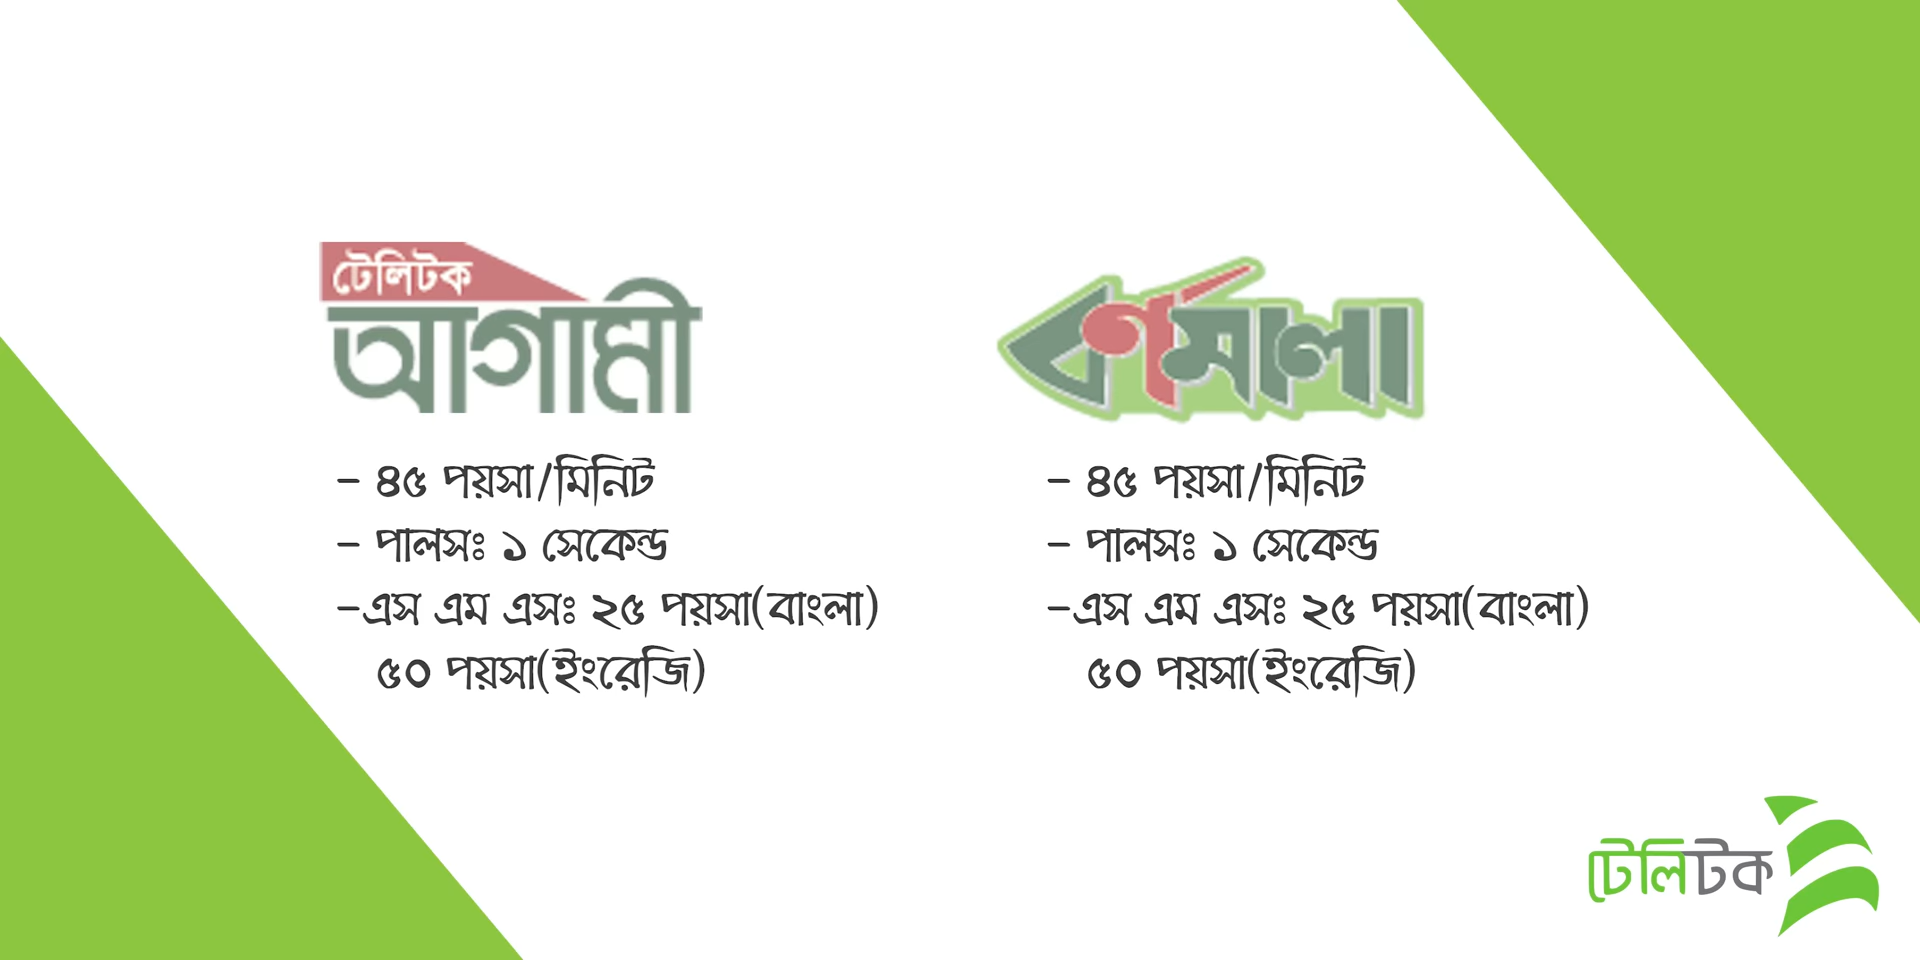 টেলিটক
আগামী
- ৪৫ পয়সা/মিনিট
- পালসঃ ১ সেকেন্ড
-এস এম এসঃ ২৫ পয়সা(বাংলা)
৫০ পয়সা(ইংরেজি)
বর্ণমালা
- ৪৫ পয়সা/মিনিট
- পালসঃ ১ সেকেন্ড
-এস এম এসঃ ২৫ পয়সা(বাংলা)
৫০ পয়সা(ইংরেজি)
টেলিটক